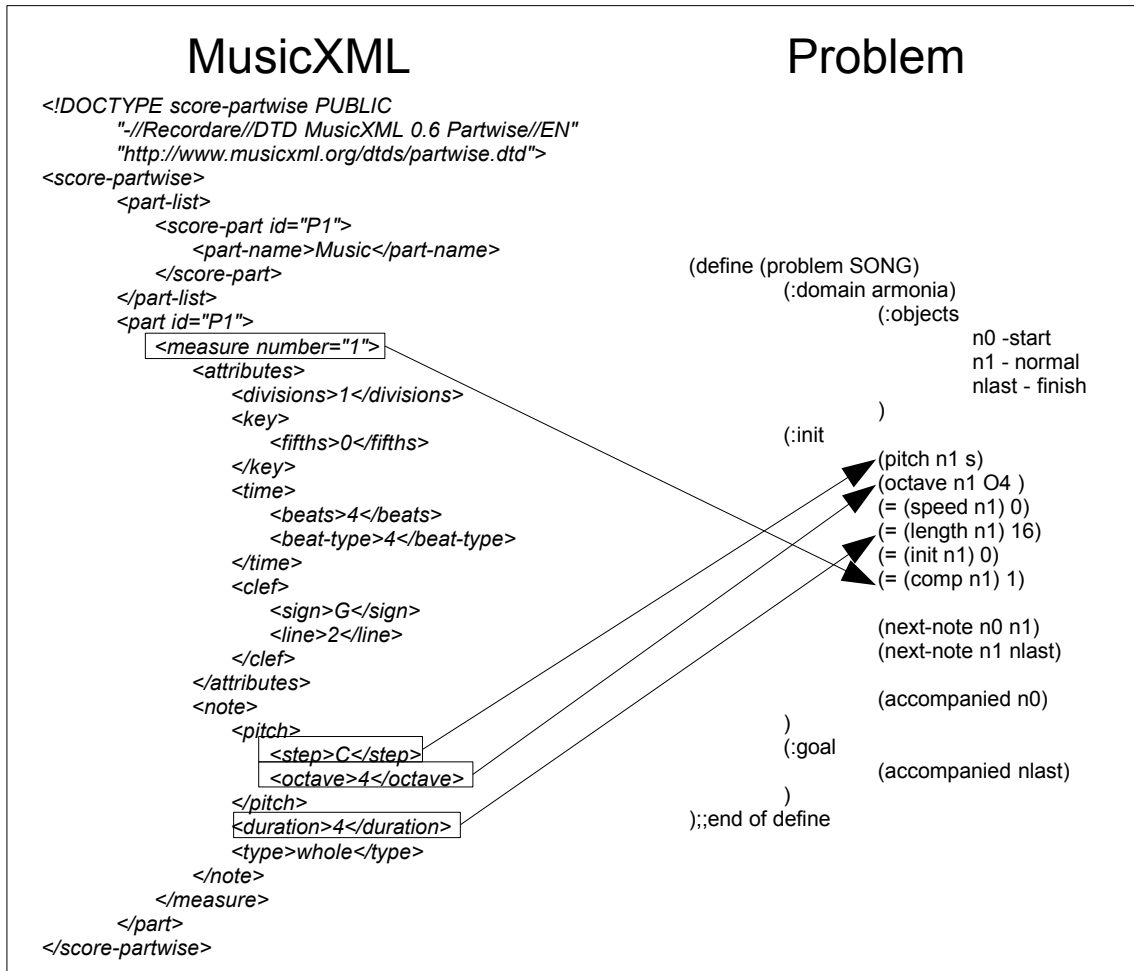 MusicXML
<!DOCTYPE score-partwise PUBLIC
"-//Recordare//DTD MusicXML 0.6 Partwise//EN"
"http://www.musicxml.org/dtds/partwise.dtd">
<score-partwise>
<part-list>
<score-part id="P1">
<part-name>Music</part-name>
</score-part>
</part-list>
<part id="P1">
<measure number="1">
<attributes>
<divisions>1</divisions>
<key>
<fifths>0</fifths>
</key>
<time>
<beats>4</beats>
<beat-type>4</beat-type>
</time>
<clef>
<sign>G</sign>
<line>2</line>
</clef>
</attributes>
<note>
<pitch>
<step>C</step>
<octave>4</octave>
</pitch>
<duration>4</duration>
<type>whole</type>
</note>
</measure>
</part>
</score-partwise>
Problem
(define (problem SONG)
(:domain armonia)
(:objects
n0 -start
n1 - normal
nlast - finish
)
(:init
(pitch n1 s)
(octave n1 O4 )
(= (speed n1) 0)
(= (length n1) 16)
(= (init n1) 0)
(= (comp n1) 1)
(next-note n0 n1)
(next-note n1 nlast)
(accompanied n0)
)
(:goal
(accompanied nlast)
)
);;end of define